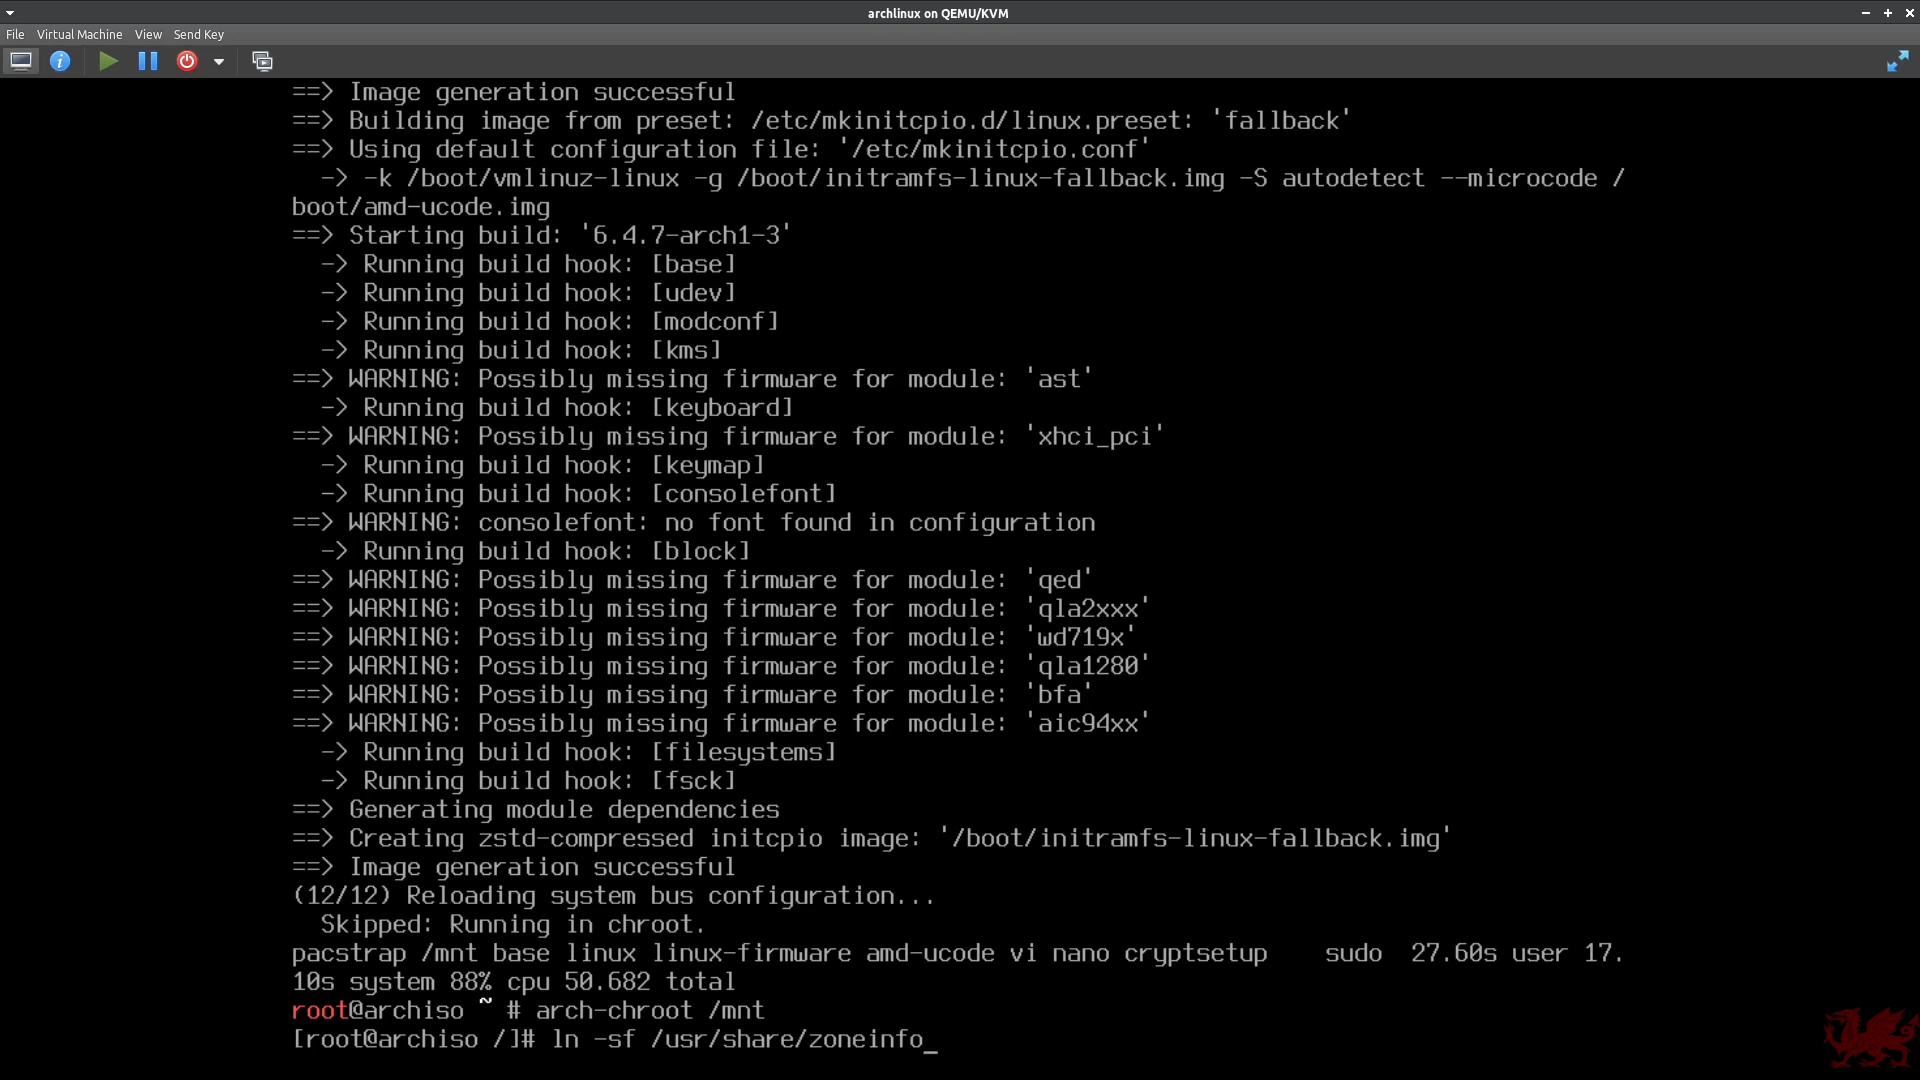 archlinux on QEMU/KVM
File Virtual Machine View Send Key
==> Image generation successful
==> Building image from preset: /etc/mkinitcpio.d/linux.preset: 'fallback'
==> Using default configuration file: '/etc/mkinitcpio.conf'
  -> -k /boot/vmlinuz-linux -g /boot/initramfs-linux-fallback.img -S autodetect --microcode /
boot/amd-ucode.img
==> Starting build: '6.4.7-arch1-3'
  -> Running build hook: [base]
  -> Running build hook: [udev]
  -> Running build hook: [modconf]
  -> Running build hook: [kms]
==> WARNING: Possibly missing firmware for module: 'ast'
  -> Running build hook: [keyboard]
==> WARNING: Possibly missing firmware for module: 'xhci_pci'
  -> Running build hook: [keymap]
  -> Running build hook: [consolefont]
==> WARNING: consolefont: no font found in configuration
  -> Running build hook: [block]
==> WARNING: Possibly missing firmware for module: 'qed'
==> WARNING: Possibly missing firmware for module: 'qla2xxx'
==> WARNING: Possibly missing firmware for module: 'wd719x'
==> WARNING: Possibly missing firmware for module: 'qla1280'
==> WARNING: Possibly missing firmware for module: 'bfa'
==> WARNING: Possibly missing firmware for module: 'aic94xx'
  -> Running build hook: [filesystems]
  -> Running build hook: [fsck]
==> Generating module dependencies
==> Creating zstd-compressed initcpio image: '/boot/initramfs-linux-fallback.img'
==> Image generation successful
(12/12) Reloading system bus configuration...
  Skipped: Running in chroot.
pacstrap /mnt base linux linux-firmware amd-ucode vi nano cryptsetup    sudo  27.60s user 17.
10s system 88% cpu 50.682 total
root@archiso ~ # arch-chroot /mnt
[root@archiso /]# ln -sf /usr/share/zoneinfo_